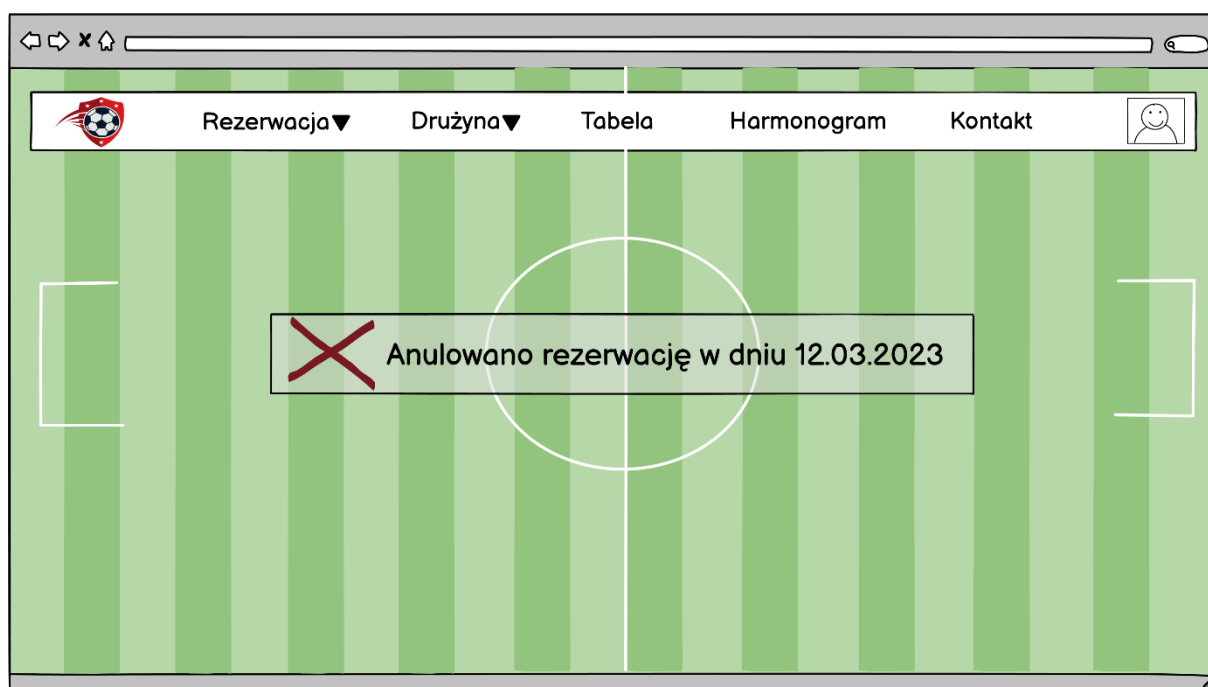 Rezerwacja▼ Drużyna▼ Tabela Harmonogram Kontakt
Anulowano rezerwację w dniu 12.03.2023